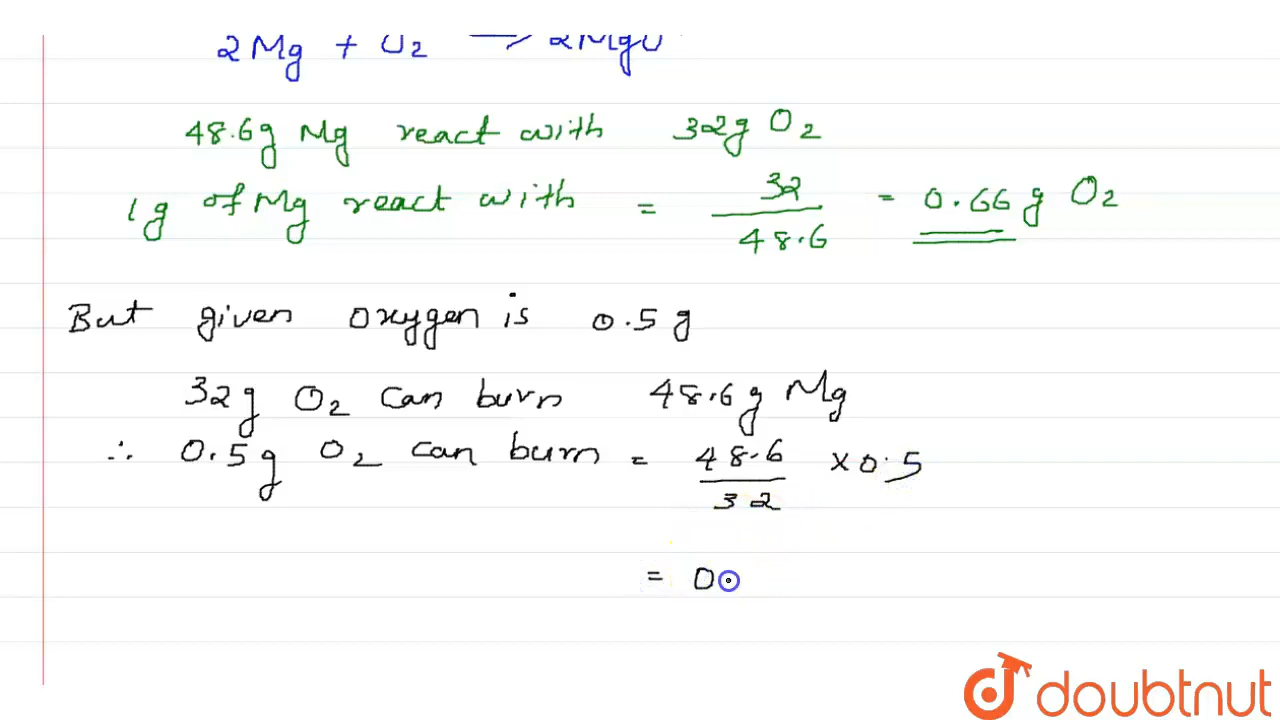 2Mg + O2 → 2MgO
48.6g Mg react with 32g O2
1g of Mg react with = 32/48.6 = 0.66 g O2
But given oxygen is 0.5 g
32g O2 can burn 48.6g Mg
∴ 0.5g O2 can burn = 48.6/32 × 0.5
= 0
doubtnut